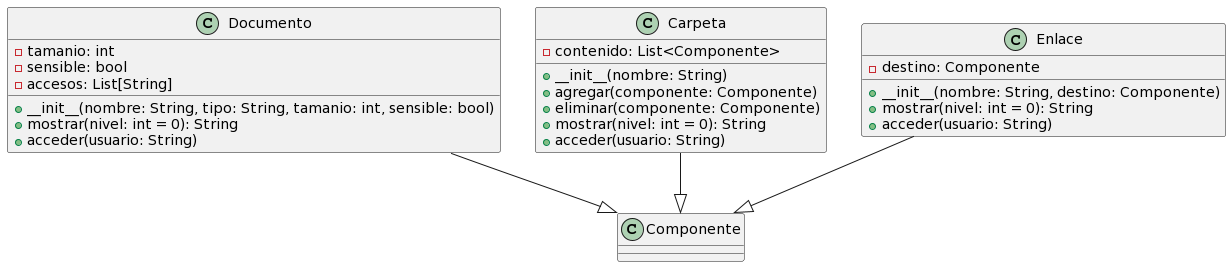 C Documento
tamanio: int
sensible: bool
accesos: List[String]
__init__(nombre: String, tipo: String, tamanio: int, sensible: bool)
mostrar(nivel: int = 0): String
acceder(usuario: String)
C Carpeta
contenido: List<Componente>
__init__(nombre: String)
agregar(componente: Componente)
eliminar(componente: Componente)
mostrar(nivel: int = 0): String
acceder(usuario: String)
C Enlace
destino: Componente
__init__(nombre: String, destino: Componente)
mostrar(nivel: int = 0): String
acceder(usuario: String)
C Componente